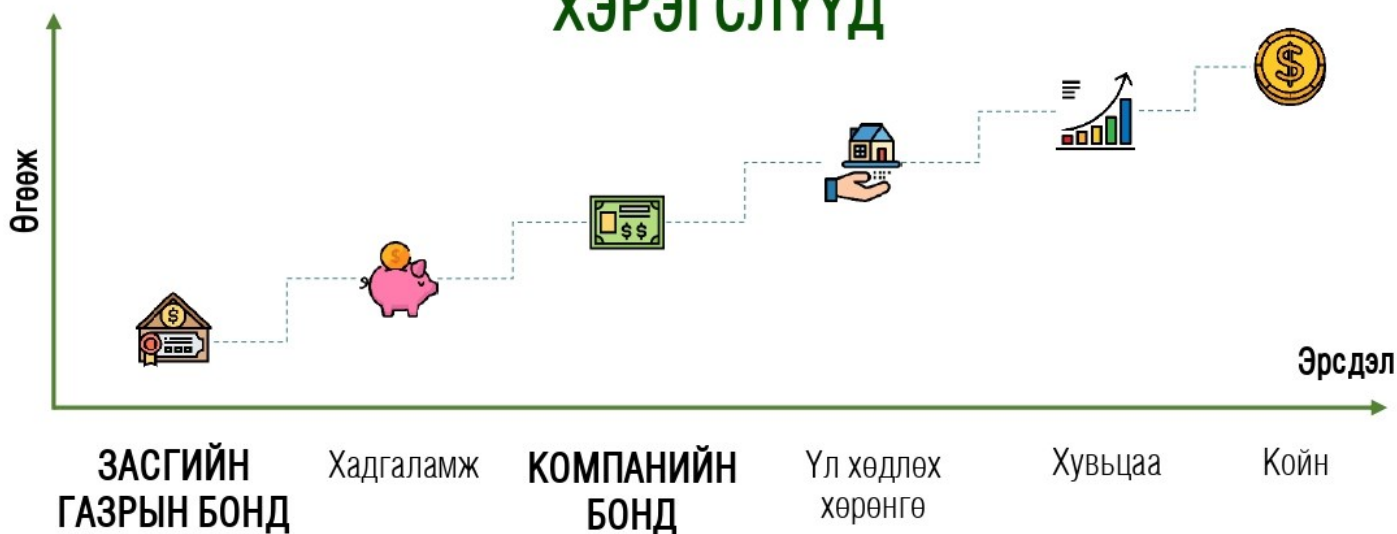 ХЭРЭГСЛҮҮД
Өгөөж
Эрсдэл
ЗАСГИЙН
ГАЗРЫН БОНД
Хадгаламж
КОМПАНИЙН
БОНД
Үл хөдлөх
хөрөнгө
Хувьцаа
Койн